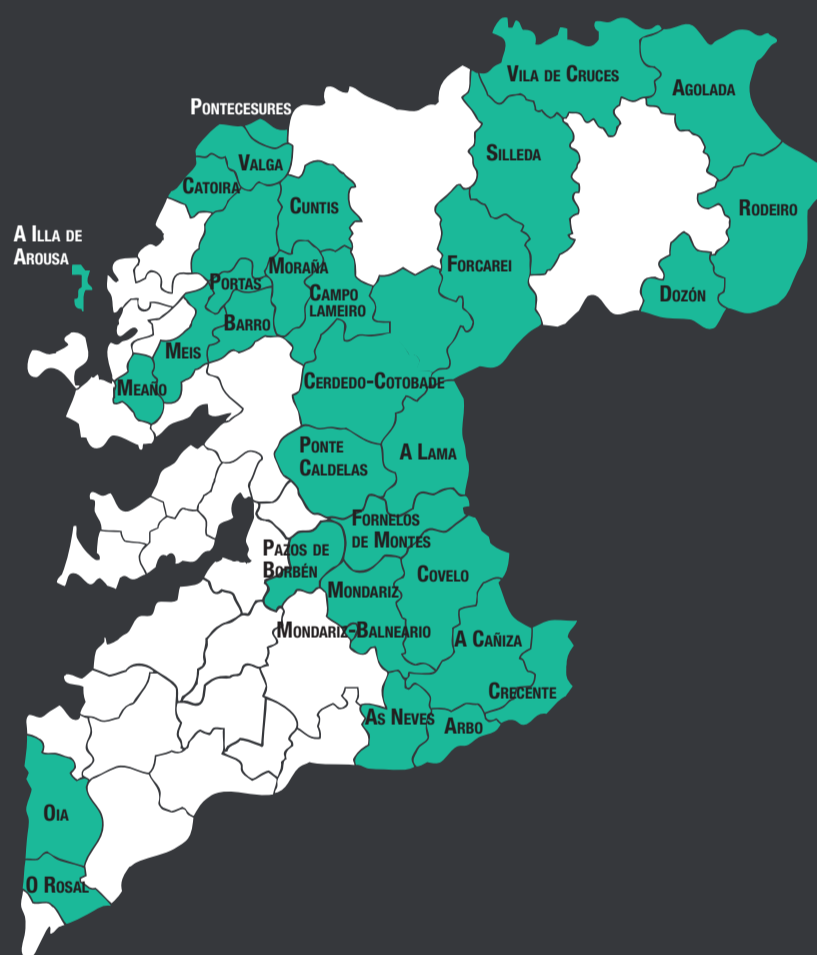 Vila de Cruces
Agolada
Pontecesures
Silleda
Valga
Catoira
Cuntis
Rodeiro
A Illa de
Arousa
Moraña
Forcarei
Portas
Campo
Lameiro
Dozón
Barro
Meis
Meaño
Cerdedo-Cotobade
Ponte
Caldelas
A Lama
Fornelos
de Montes
Pazos de
Borbén
Covelo
Mondariz
Mondariz-Balneario
A Cañiza
Crecente
As Neves
Arbo
Oia
O Rosal